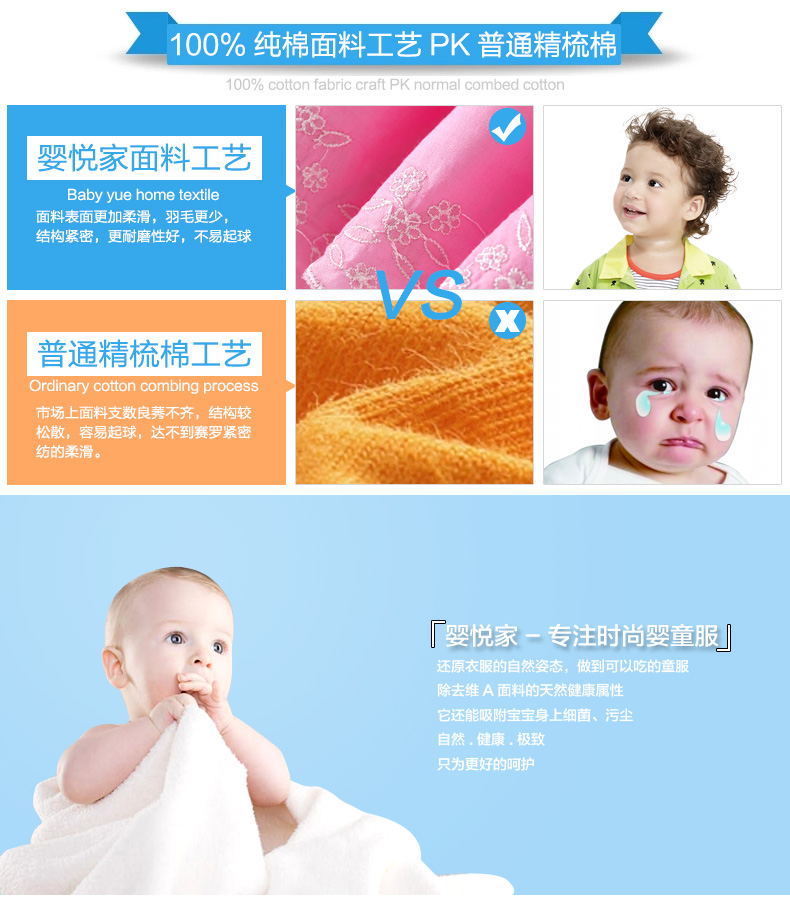 100% 纯棉面料工艺 PK 普通精梳棉
100% cotton fabric craft PK normal combed cotton
婴悦家面料工艺
Baby yue home textile
面料表面更加柔滑，羽毛更少，
结构紧密，更耐磨性好，不易起球
VS
普通精梳棉工艺
Ordinary cotton combing process
市场上面料支数良莠不齐，结构较
松散，容易起球，达不到赛罗紧密
纺的柔滑。
「婴悦家 – 专注时尚婴童服」
还原衣服的自然姿态，做到可以吃的童服
除去维 A 面料的天然健康属性
它还能吸附宝宝身上细菌、污尘
自然 . 健康 . 极致
只为更好的呵护